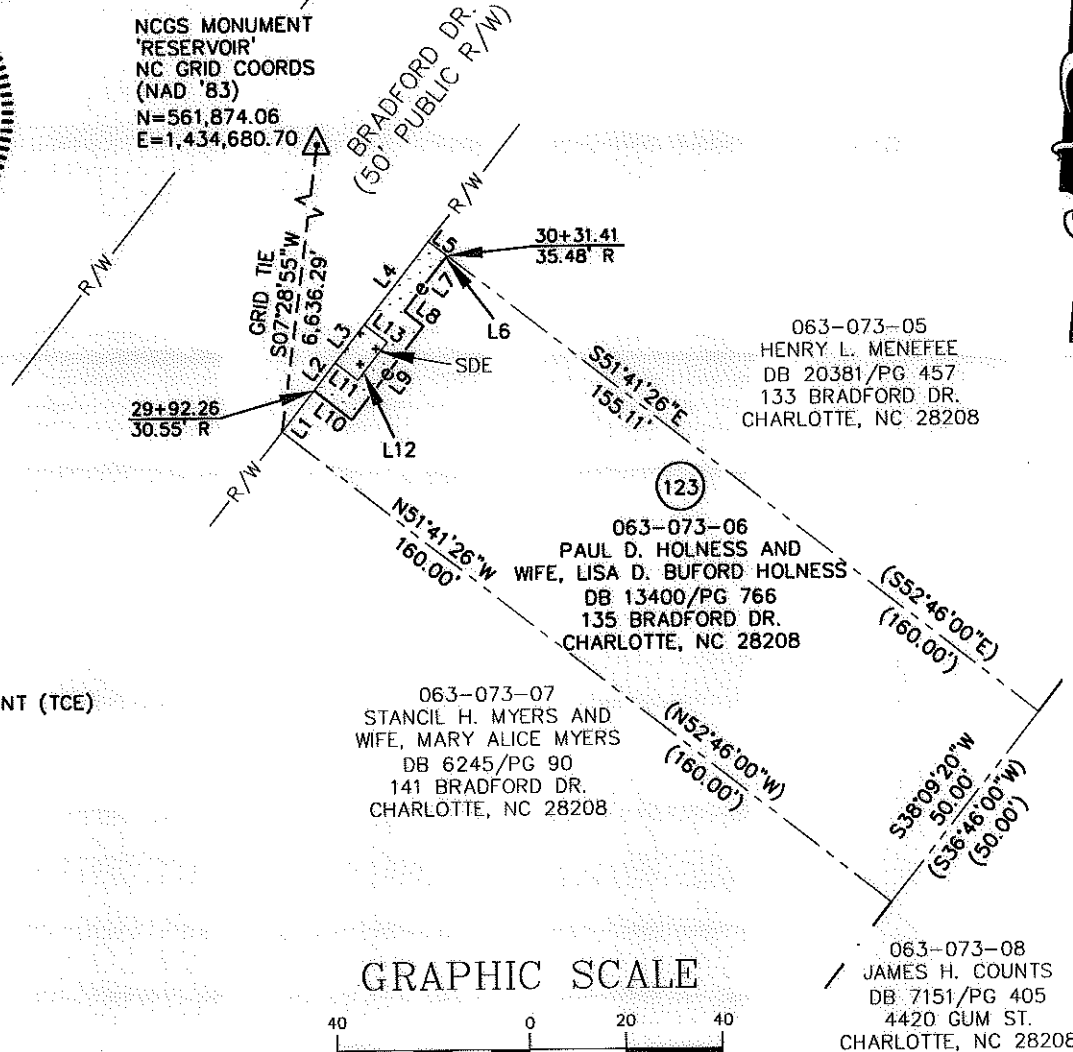 NCGS MONUMENT
'RESERVOIR'
NC GRID COORDS
(NAD '83)
N=561,874.06
E=1,434,680.70
BRADFORD DR.
(50' PUBLIC R/W)
R/W
R/W
R/W
GRID TIE
S07°28'55"W
6,636.29'
L1
L2
L3
L4
L5
L6
L7
L8
L9
L10
L11
L12
L13
e
e
SDE
30+31.41
35.48' R
29+92.26
30.55' R
S51°41'26"E
155.11'
063-073-05
HENRY L. MENEFEE
DB 20381/PG 457
133 BRADFORD DR.
CHARLOTTE, NC 28208
123
063-073-06
PAUL D. HOLNESS AND
WIFE, LISA D. BUFORD HOLNESS
DB 13400/PG 766
135 BRADFORD DR.
CHARLOTTE, NC 28208
N51°41'26"W
160.00'
(S52°46'00"E)
(160.00')
NT (TCE)
063-073-07
STANCIL H. MYERS AND
WIFE, MARY ALICE MYERS
DB 6245/PG 90
141 BRADFORD DR.
CHARLOTTE, NC 28208
(N52°46'00"W)
(160.00')
S38°09'20"W
50.00'
(S36°46'00"W)
(50.00')
063-073-08
JAMES H. COUNTS
DB 7151/PG 405
4420 GUM ST.
CHARLOTTE, NC 28208
GRAPHIC SCALE
40 0 20 40